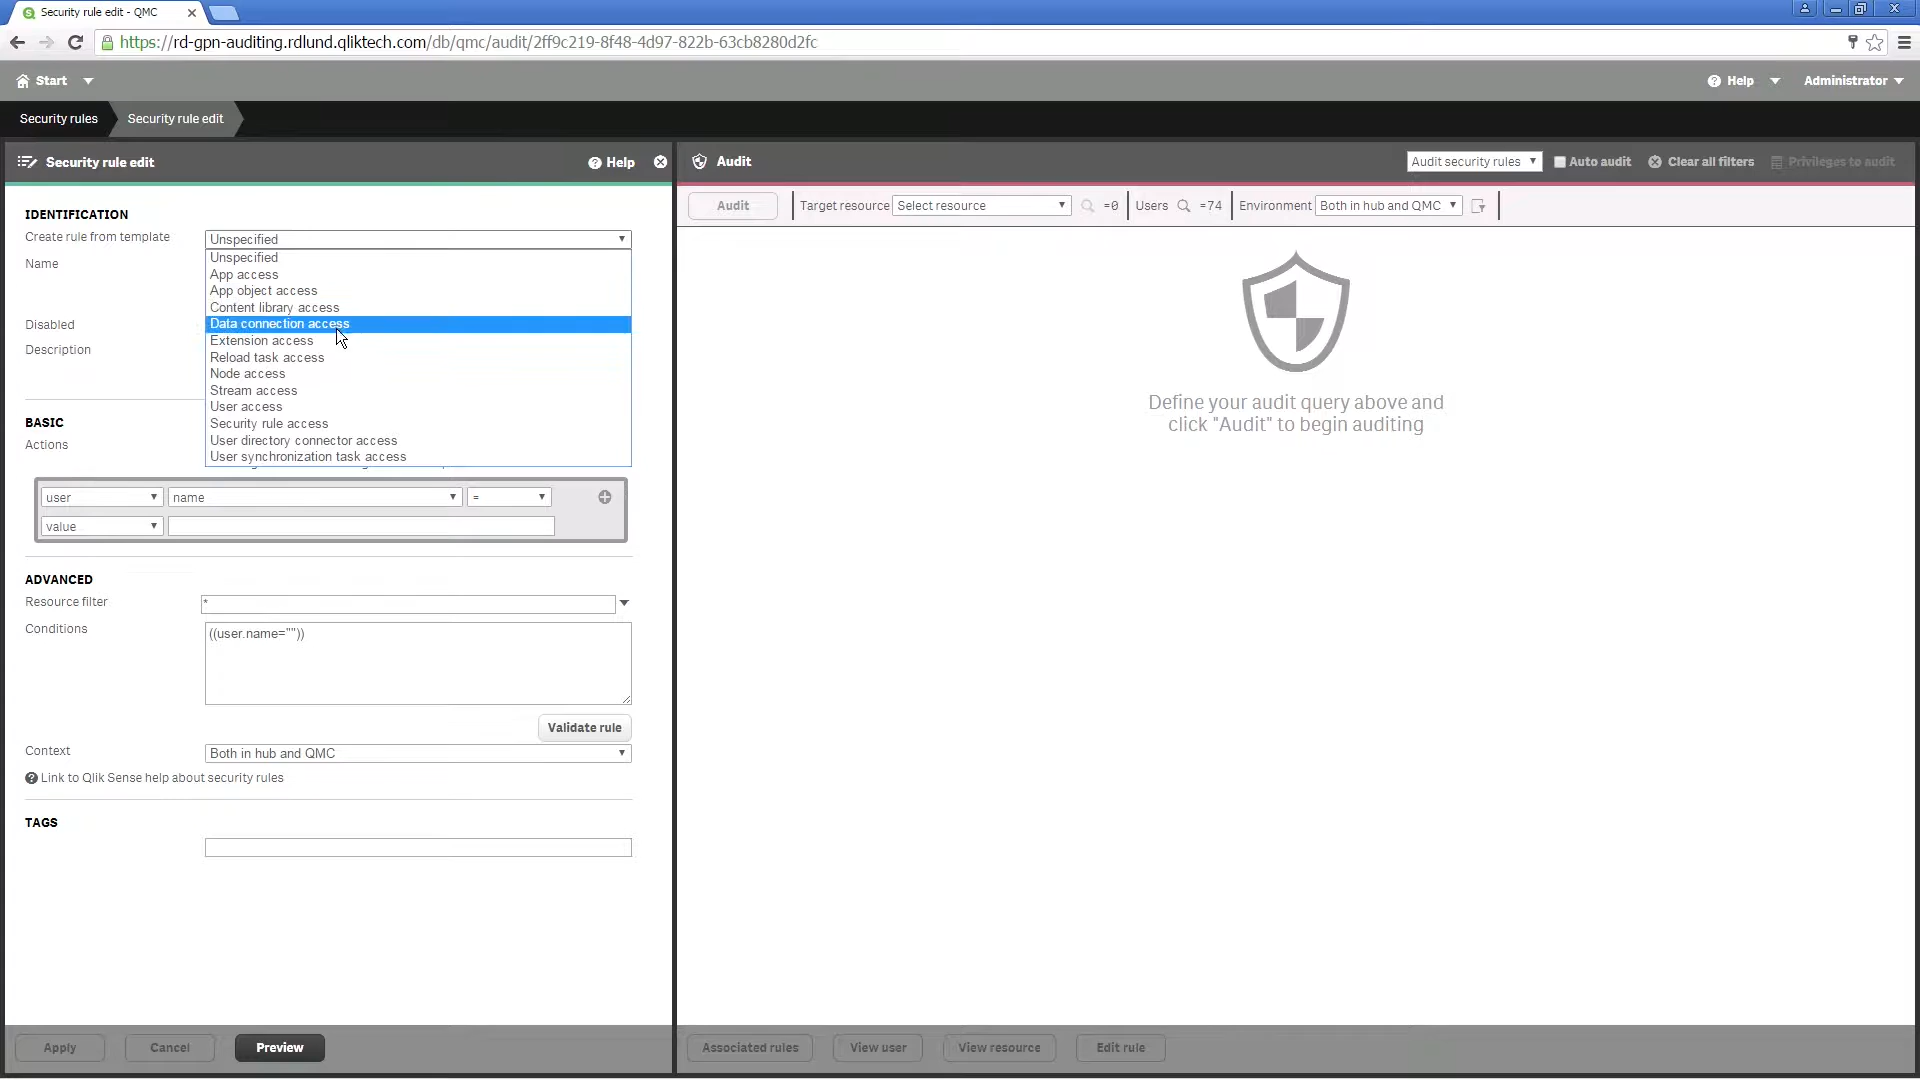 Security rule edit - QMC
https://rd-gpn-auditing.rdlund.qliktech.com/db/qmc/audit/2ff9c219-8f48-4d97-822b-63cb8280d2fc
Start
Help
Administrator
Security rules
Security rule edit
Security rule edit
Help
Audit
Audit security rules
Auto audit
Clear all filters
Privileges to audit
Audit
Target resource
Select resource
=0
Users
=74
Environment
Both in hub and QMC
IDENTIFICATION
Create rule from template
Unspecified
Name
Unspecified
App access
App object access
Content library access
Disabled
Data connection access
Extension access
Description
Reload task access
Node access
Stream access
User access
BASIC
Security rule access
Actions
User directory connector access
User synchronization task access
user
name
=
value
ADVANCED
Resource filter
*
Conditions
((user.name=""))
Validate rule
Context
Both in hub and QMC
Link to Qlik Sense help about security rules
TAGS
Define your audit query above and
click "Audit" to begin auditing
Apply
Cancel
Preview
Associated rules
View user
View resource
Edit rule